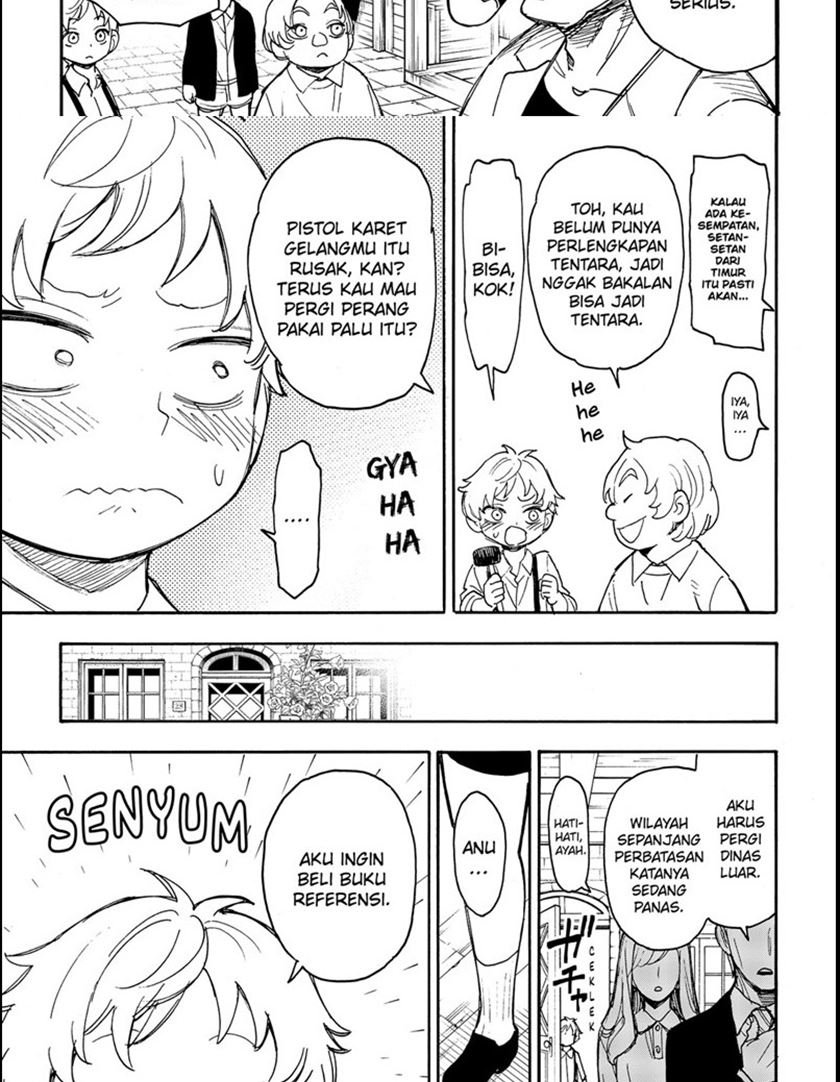 SERIUS.
KALAU
ADA KE-
SEMPATAN,
SETAN-
SETAN
DARI
TIMUR
ITU PASTI
AKAN...
IYA,
IYA
...
TOH, KAU
BELUM PUNYA
PERLENGKAPAN
TENTARA, JADI
NGGAK BAKALAN
BISA JADI
TENTARA.
He
he
he
BI-
BISA,
KOK!
PISTOL KARET
GELANGMU ITU
RUSAK, KAN?
TERUS KAU MAU
PERGI PERANG
PAKAI PALU ITU?
GYA
HA
HA
....
AKU
HARUS
PERGI
DINAS
LUAR.
WILAYAH
SEPANJANG
PERBATASAN
KATANYA
SEDANG
PANAS.
HATI-
HATI,
AYAH.
ガチャ
CEKLEK
ANU
...
AKU INGIN
BELI BUKU
REFERENSI.
SENYUM